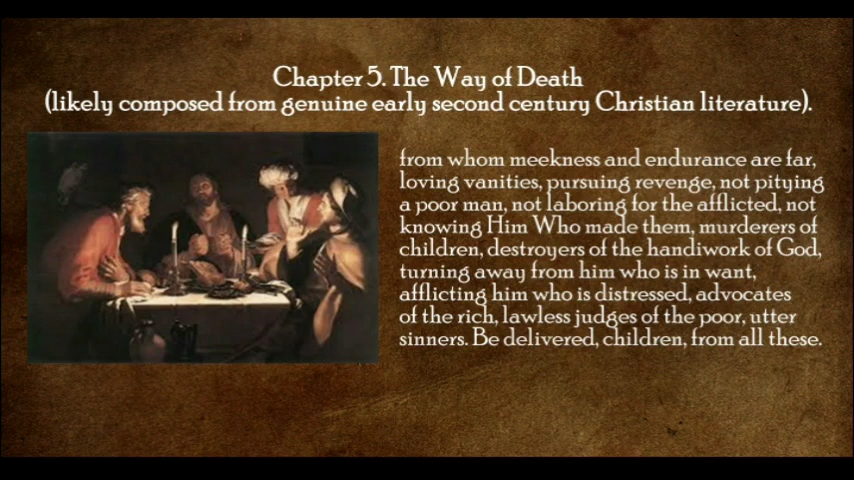 Chapter 5. The Way of Death
(likely composed from genuine early second century Christian literature).
from whom meekness and endurance are far,
loving vanities, pursuing revenge, not pitying
a poor man, not laboring for the afflicted, not
knowing Him Who made them, murderers of
children, destroyers of the handiwork of God,
turning away from him who is in want,
afflicting him who is distressed, advocates
of the rich, lawless judges of the poor, utter
sinners. Be delivered, children, from all these.